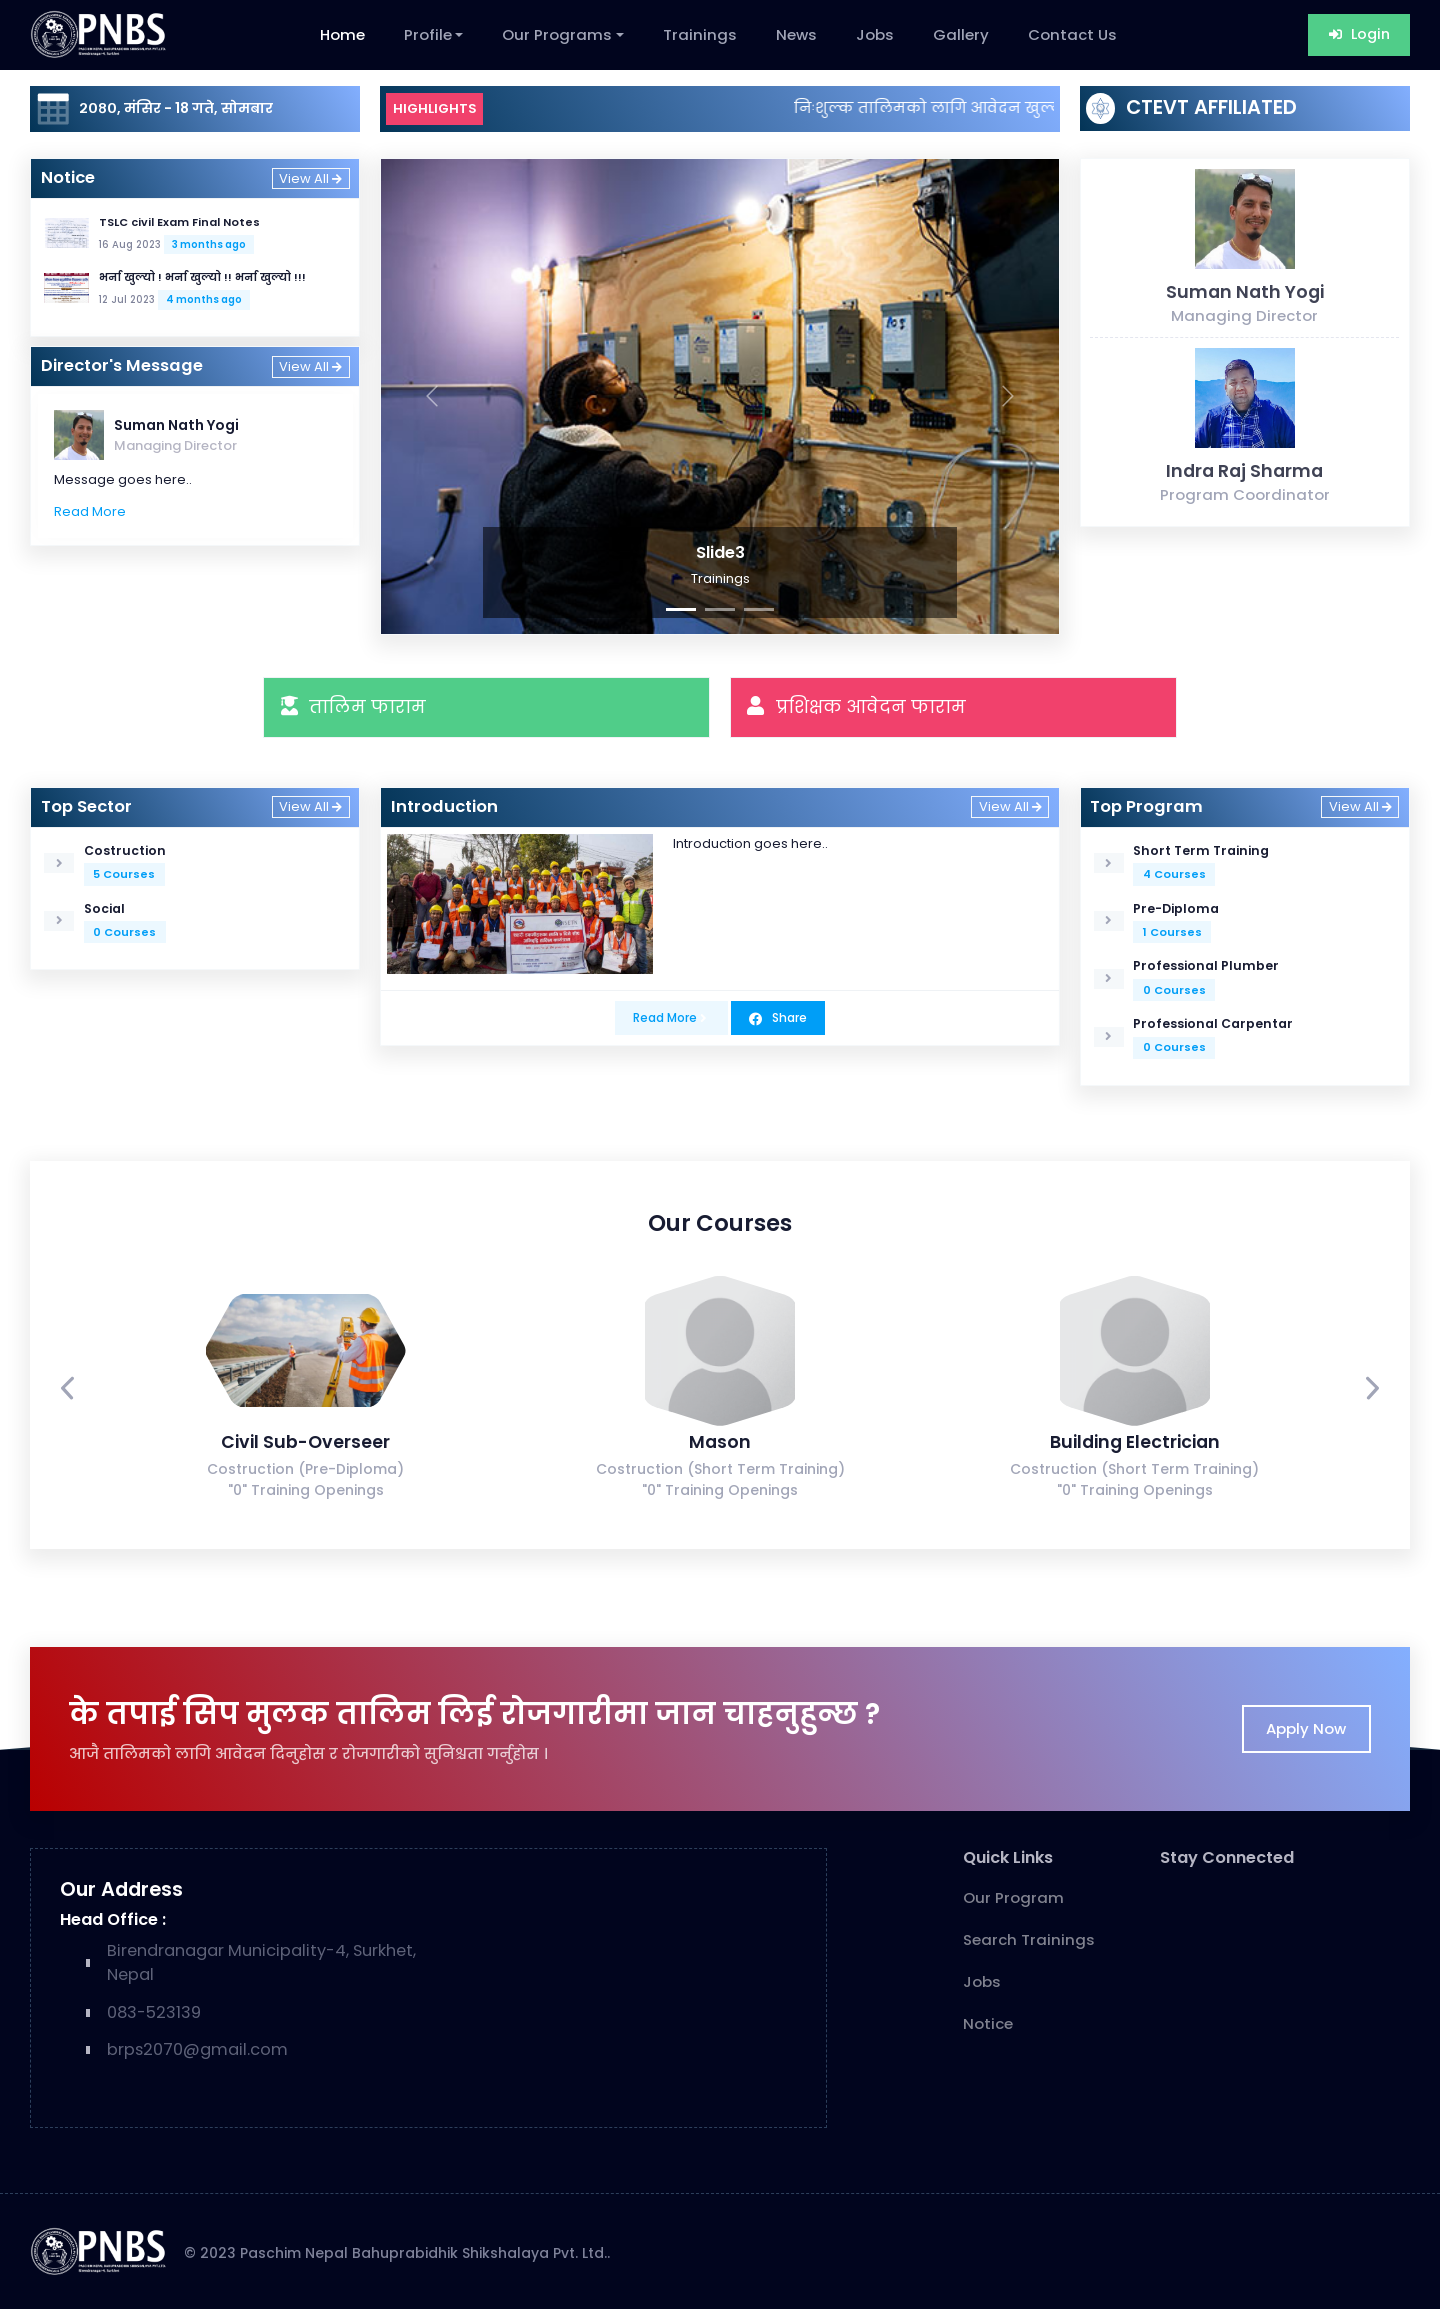 PNBS
Home
Profile
Our Programs
Trainings
News
Jobs
Gallery
Contact Us
Login
२०८०, मंसिर - 18 गते, सोमबार
HIGHLIGHTS
निःशुल्क तालिमको लागि आवेदन
CTEVT AFFILIATED
Notice
View All
TSLC civil Exam Final Notes
16 Aug 2023 3 months ago
भर्ना खुल्यो ! भर्ना खुल्यो !! भर्ना खुल्यो !!!
12 Jul 2023 4 months ago
Director's Message
View All
Suman Nath Yogi
Managing Director
Message goes here..
Read More
Slide3
Trainings
Suman Nath Yogi
Managing Director
Indra Raj Sharma
Program Coordinator
तालिम फाराम
प्रशिक्षक आवेदन फाराम
Top Sector
View All
Costruction
5 Courses
Social
0 Courses
Introduction
View All
Introduction goes here..
Read More
Share
Top Program
View All
Short Term Training
4 Courses
Pre-Diploma
1 Courses
Professional Plumber
0 Courses
Professional Carpentar
0 Courses
Our Courses
Civil Sub-Overseer
Costruction (Pre-Diploma)
"0" Training Openings
Mason
Costruction (Short Term Training)
"0" Training Openings
Building Electrician
Costruction (Short Term Training)
"0" Training Openings
के तपाई सिप मुलक तालिम लिई रोजगारीमा जान चाहनुहुन्छ ?
आजै तालिमको लागि आवेदन दिनुहोस र रोजगारीको सुनिश्चता गर्नुहोस ।
Apply Now
Our Address
Head Office :
Birendranagar Municipality-4, Surkhet,
Nepal
083-523139
brps2070@gmail.com
Quick Links
Our Program
Search Trainings
Jobs
Notice
Stay Connected
PNBS
© 2023 Paschim Nepal Bahuprabidhik Shikshalaya Pvt. Ltd..